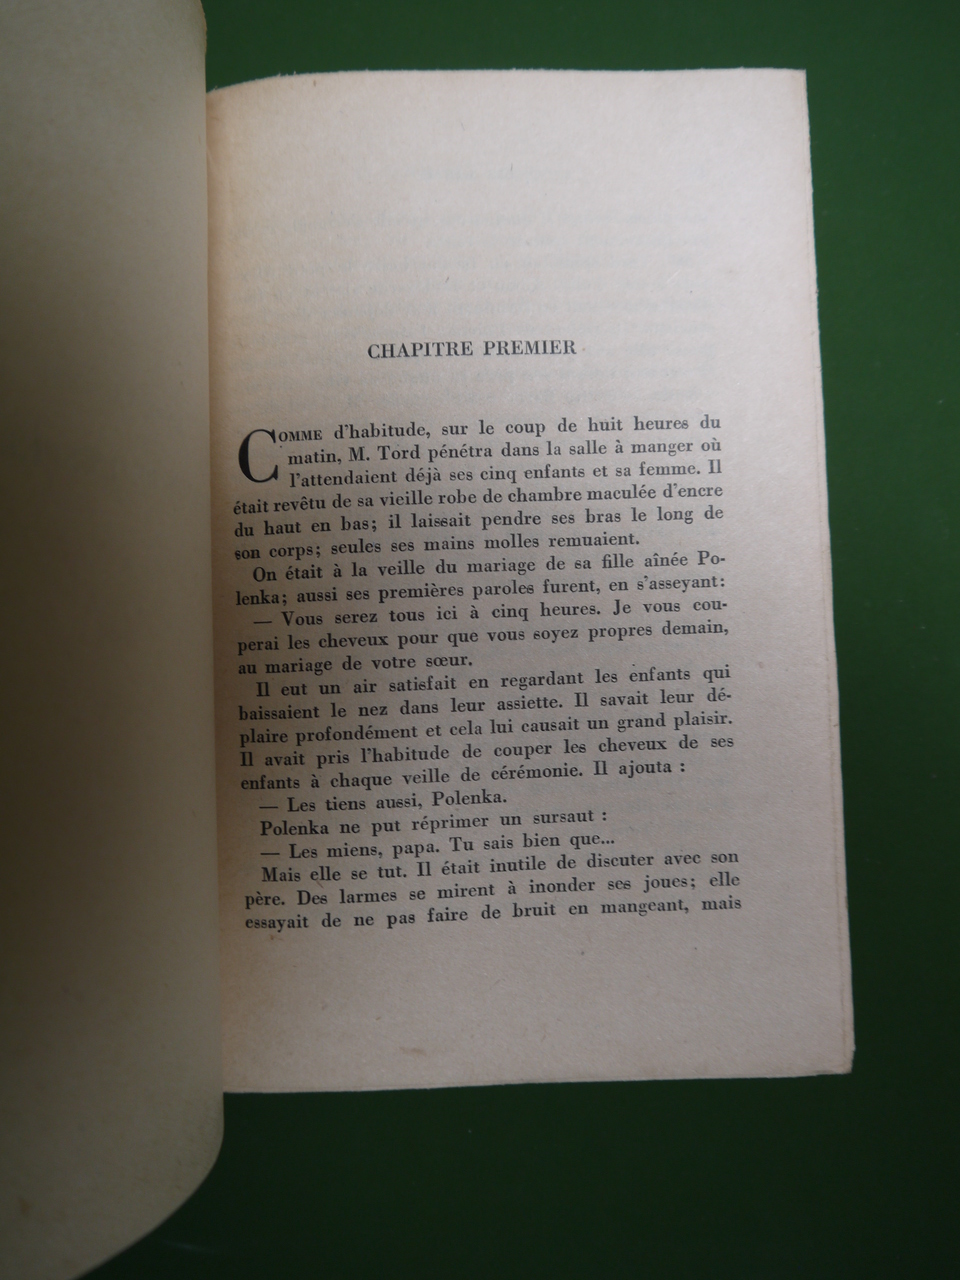 CHAPITRE PREMIER
COMME d'habitude, sur le coup de huit heures du
matin, M. Tord pénétra dans la salle à manger où
l'attendaient déjà ses cinq enfants et sa femme. Il
était revêtu de sa vieille robe de chambre maculée d'encre
du haut en bas; il laissait pendre ses bras le long de
son corps; seules ses mains molles remuaient.
On était à la veille du mariage de sa fille aînée Po-
lenka; aussi ses premières paroles furent, en s'asseyant:
— Vous serez tous ici à cinq heures. Je vous cou-
perai les cheveux pour que vous soyez propres demain,
au mariage de votre sœur.
Il eut un air satisfait en regardant les enfants qui
baissaient le nez dans leur assiette. Il savait leur dé-
plaire profondément et cela lui causait un grand plaisir.
Il avait pris l'habitude de couper les cheveux de ses
enfants à chaque veille de cérémonie. Il ajouta :
— Les tiens aussi, Polenka.
Polenka ne put réprimer un sursaut :
— Les miens, papa. Tu sais bien que...
Mais elle se tut. Il était inutile de discuter avec son
père. Des larmes se mirent à inonder ses joues; elle
essayait de ne pas faire de bruit en mangeant, mais